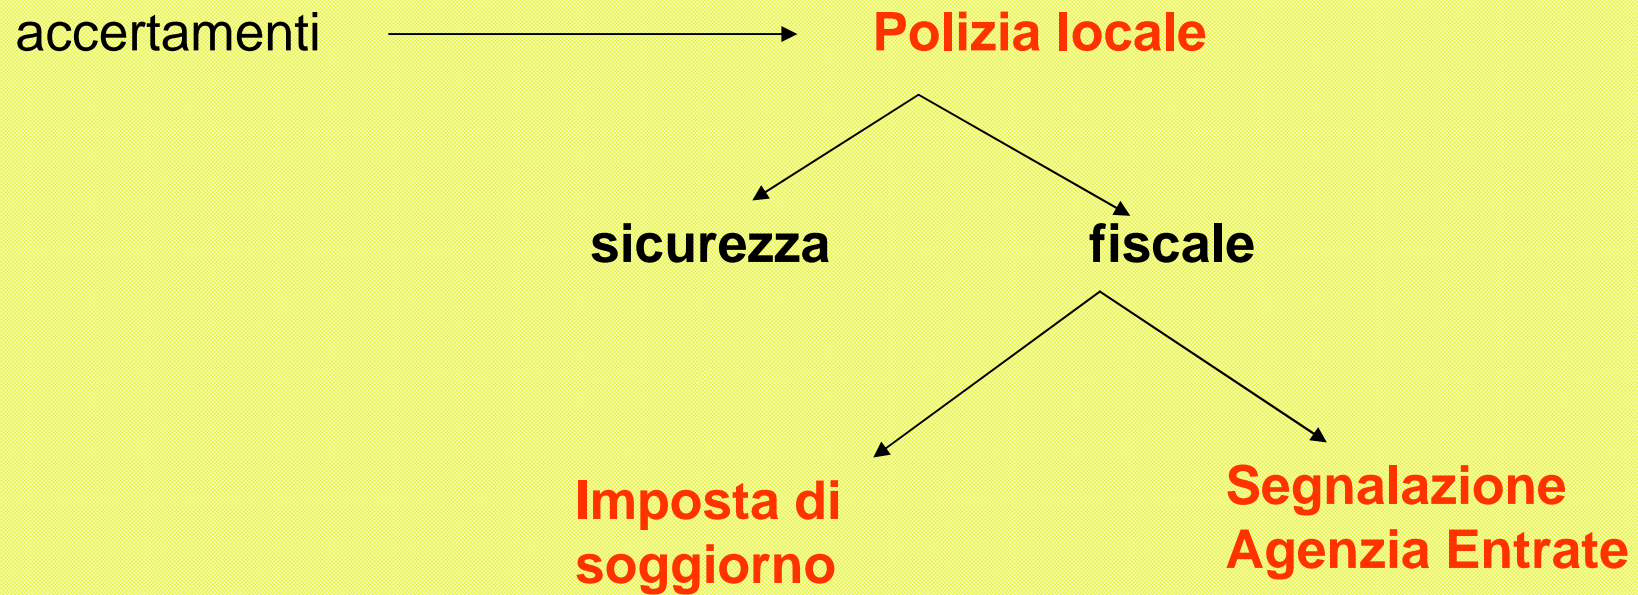 accertamenti
Polizia locale
sicurezza
fiscale
Imposta di
soggiorno
Segnalazione
Agenzia Entrate